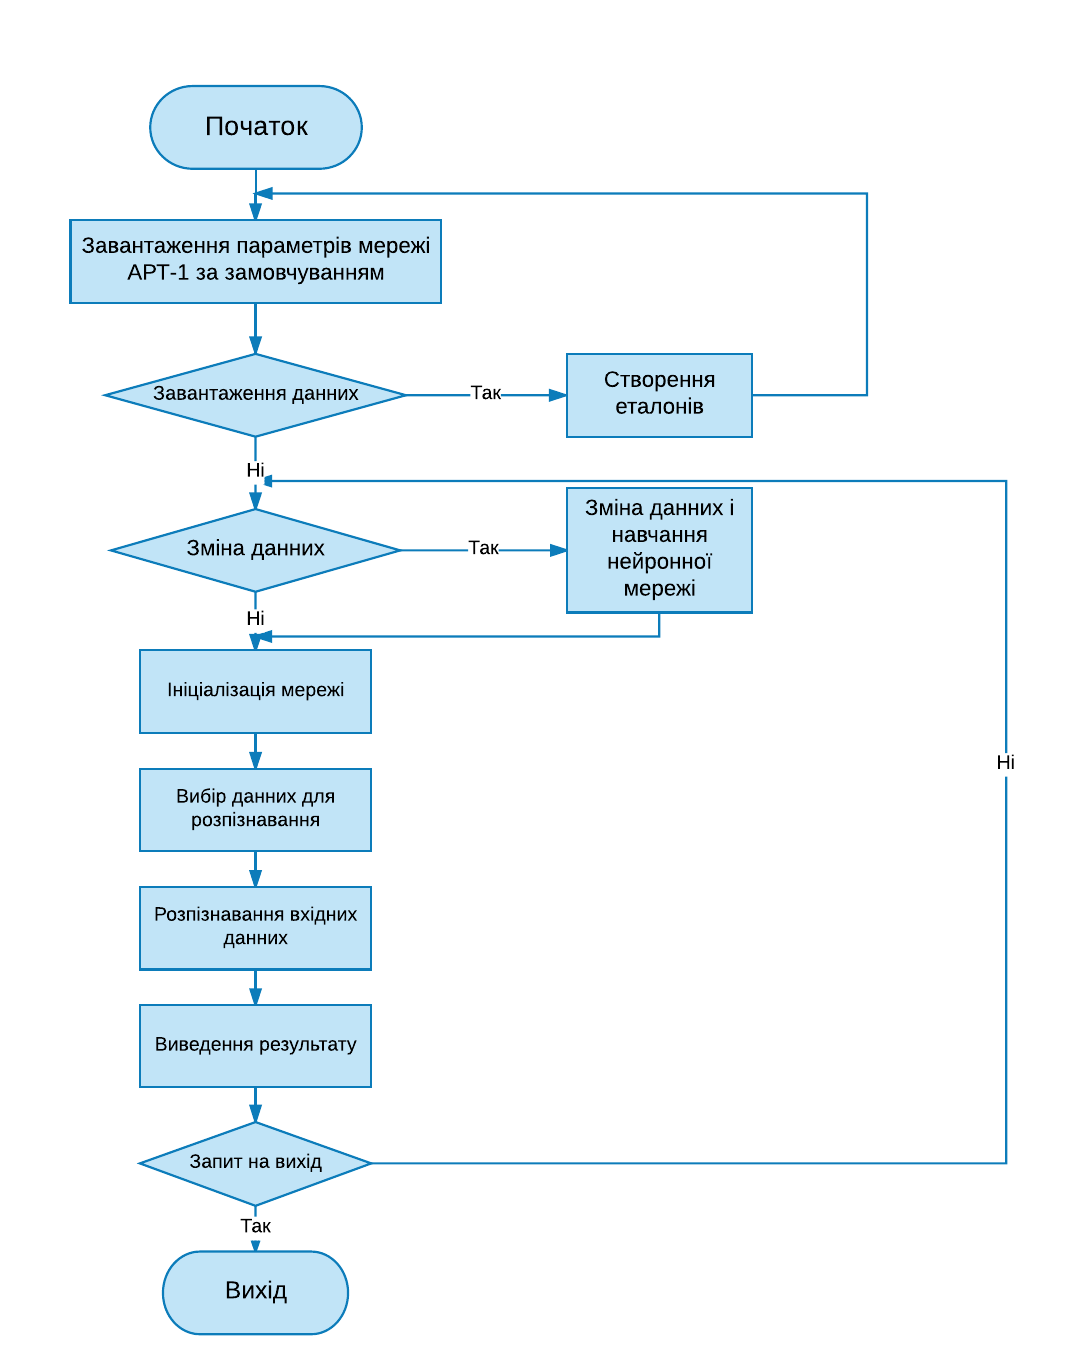 Початок
Завантаження параметрів мережі
АРТ-1 за замовчуванням
Завантаження данних
Так
Створення
еталонів
Ні
Зміна данних
Так
Зміна данних і
навчання
нейронної
мережі
Ні
Ініціалізація мережі
Ні
Вибір данних для
розпізнавання
Розпізнавання вхідних
данних
Виведення результату
Запит на вихід
Так
Вихід